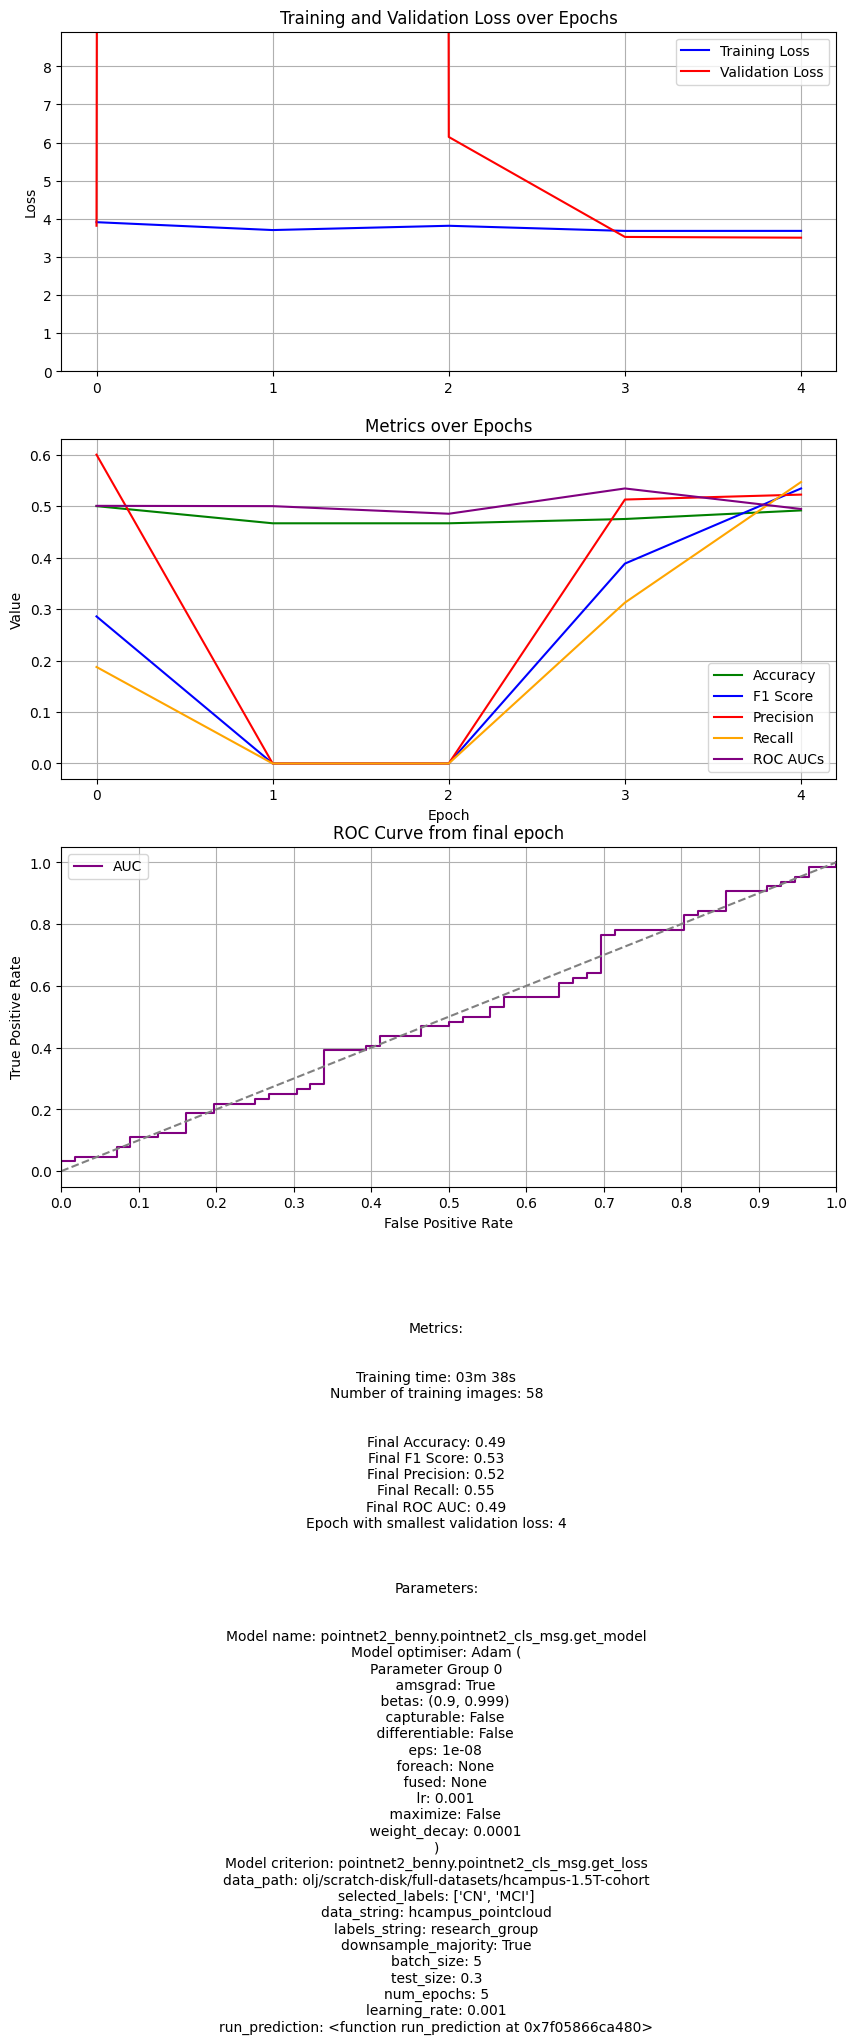 Training and Validation Loss over Epochs
Training Loss
Validation Loss
8
7
6
5
4
3
2
1
0
Loss
0 1 2 3 4
Metrics over Epochs
0.6
0.5
0.4
0.3
0.2
0.1
0.0
Value
Accuracy
F1 Score
Precision
Recall
ROC AUCs
0 1 2 3 4
Epoch
ROC Curve from final epoch
AUC
1.0
0.8
0.6
0.4
0.2
0.0
True Positive Rate
0.0 0.1 0.2 0.3 0.4 0.5 0.6 0.7 0.8 0.9 1.0
False Positive Rate
Metrics:
Training time: 03m 38s
Number of training images: 58
Final Accuracy: 0.49
Final F1 Score: 0.53
Final Precision: 0.52
Final Recall: 0.55
Final ROC AUC: 0.49
Epoch with smallest validation loss: 4
Parameters:
Model name: pointnet2_benny.pointnet2_cls_msg.get_model
Model optimiser: Adam (
Parameter Group 0
amsgrad: True
betas: (0.9, 0.999)
capturable: False
differentiable: False
eps: 1e-08
foreach: None
fused: None
lr: 0.001
maximize: False
weight_decay: 0.0001
)
Model criterion: pointnet2_benny.pointnet2_cls_msg.get_loss
data_path: olj/scratch-disk/full-datasets/hcampus-1.5T-cohort
selected_labels: ['CN', 'MCI']
data_string: hcampus_pointcloud
labels_string: research_group
downsample_majority: True
batch_size: 5
test_size: 0.3
num_epochs: 5
learning_rate: 0.001
run_prediction: <function run_prediction at 0x7f05866ca480>